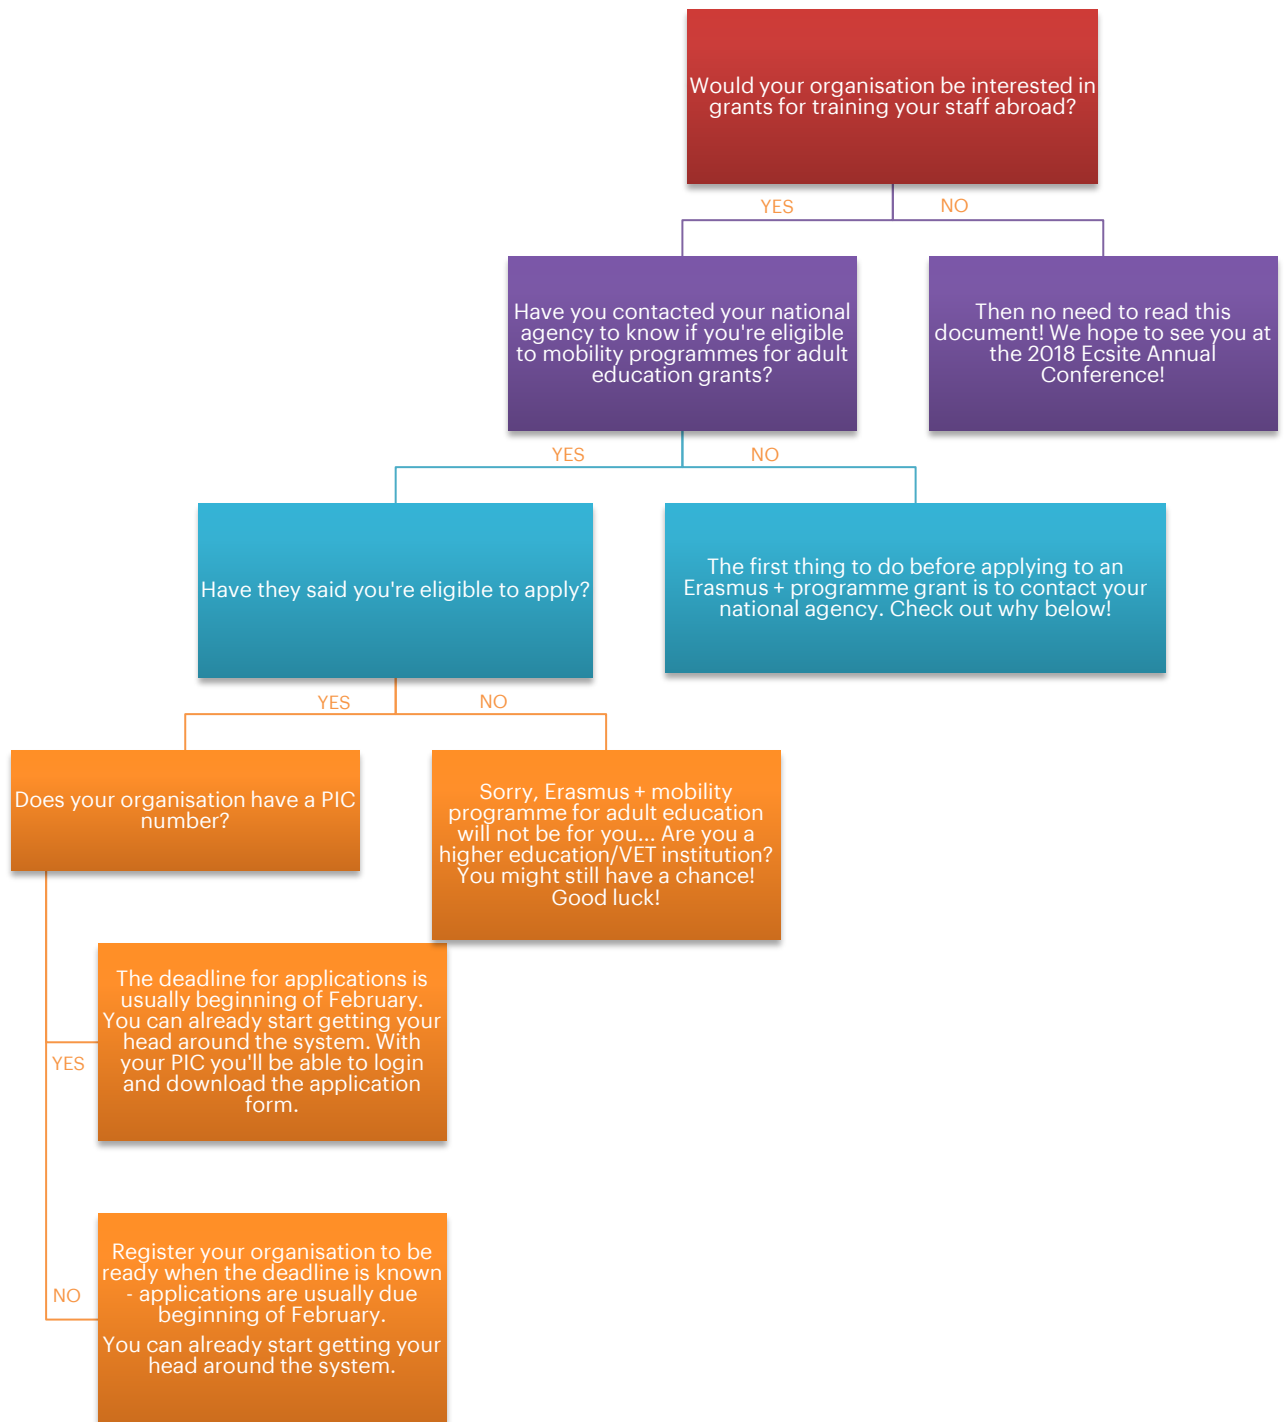 Would your organisation be interested in
grants for training your staff abroad?
YES
NO
Have you contacted your national
agency to know if you're eligible
to mobility programmes for adult
education grants?
Then no need to read this
document! We hope to see you at
the 2018 Ecsite Annual
Conference!
YES
NO
Have they said you're eligible to apply?
The first thing to do before applying to an
Erasmus + programme grant is to contact your
national agency. Check out why below!
YES
NO
Does your organisation have a PIC
number?
Sorry, Erasmus + mobility
programme for adult education
will not be for you... Are you a
higher education/VET institution?
You might still have a chance!
Good luck!
YES
The deadline for applications is
usually beginning of February.
You can already start getting your
head around the system. With
your PIC you'll be able to login
and download the application
form.
NO
Register your organisation to be
ready when the deadline is known
- applications are usually due
beginning of February.
You can already start getting your
head around the system.